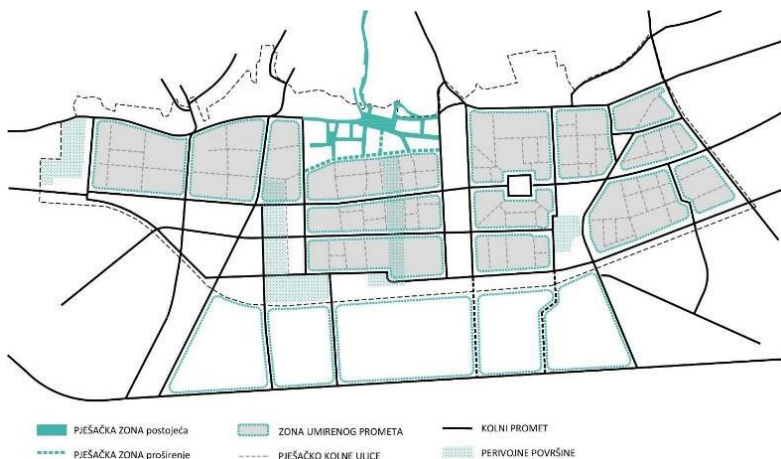 PJEŠAČKA ZONA postojeća
ZONA UMIRENOG PROMETA
KOLNI PROMET
PJEŠAČKA ZONA proširenje
PJEŠAČKO KOLNE ULICE
PERIVOJNE POVRŠINE